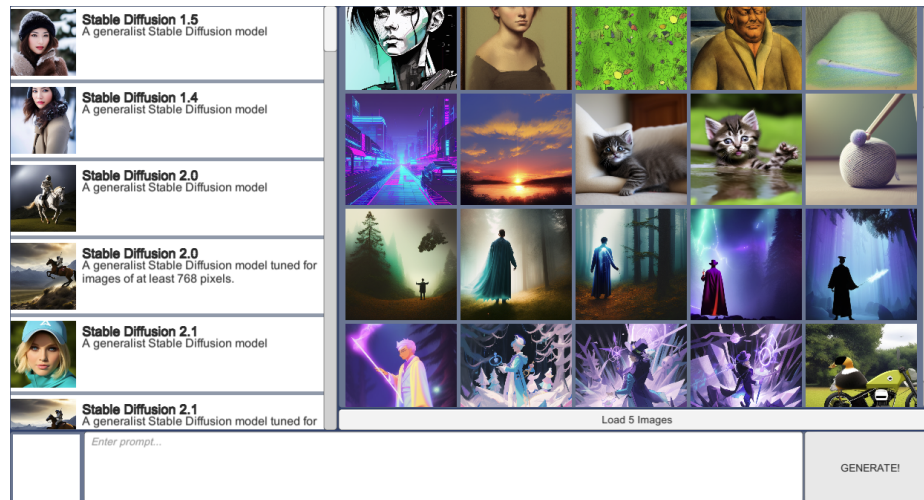 Stable Diffusion 1.5
A generalist Stable Diffusion model
Stable Diffusion 1.4
A generalist Stable Diffusion model
Stable Diffusion 2.0
A generalist Stable Diffusion model
Stable Diffusion 2.0
A generalist Stable Diffusion model tuned for
images of at least 768 pixels.
Stable Diffusion 2.1
A generalist Stable Diffusion model
Stable Diffusion 2.1
A generalist Stable Diffusion model tuned for
Load 5 Images
Enter prompt...
GENERATE!